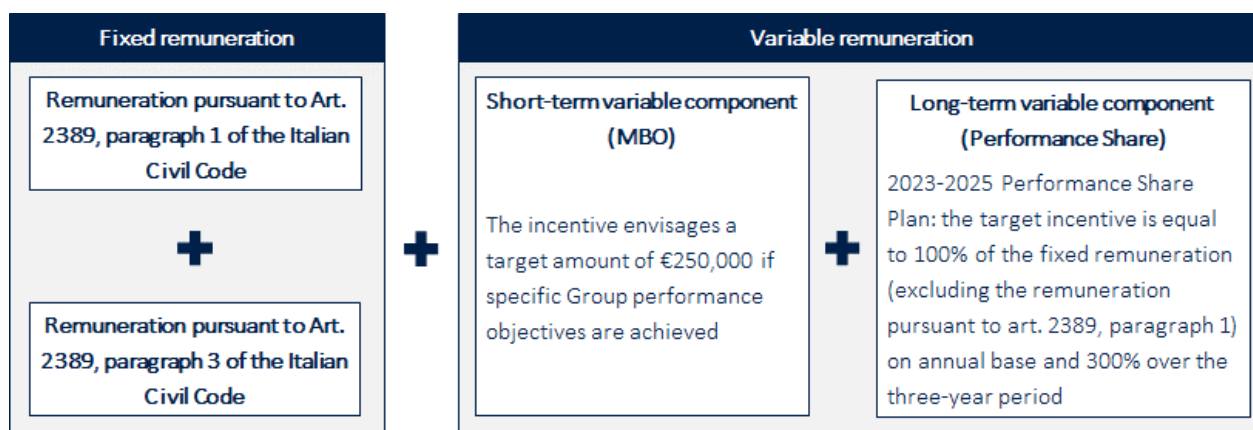 Fixed remuneration
Remuneration pursuant to Art.
2389, paragraph 1 of the Italian
Civil Code
Remuneration pursuant to Art.
2389, paragraph 3 of the Italian
Civil Code
Variable remuneration
Short-term variable component
(MBO)
The incentive envisages a
target amount of €250,000 if
specific Group performance
objectives are achieved
Long-term variable component
(Performance Share)
2023-2025 Performance Share
Plan: the target incentive is equal
to 100% of the fixed remuneration
(excluding the remuneration
pursuant to art. 2389, paragraph 1)
on annual base and 300% over the
three-year period